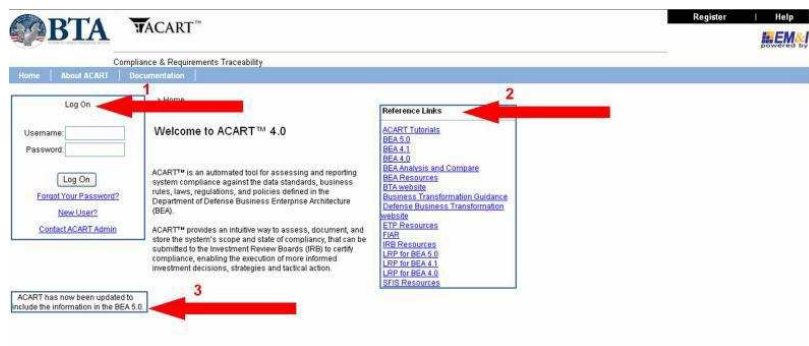 Register | Help
BTA ACART™
EM&I
powered by
Compliance & Requirements Traceability
Home | About ACART | Documentation
1
2
Log On
> Home
Reference Links
Username:
Welcome to ACART™ 4.0
Password:
Log On
Forgot Your Password?
New User?
Contact ACART Admin
ACART™ is an automated tool for assessing and reporting
system compliance against the data standards, business
rules, laws, regulations, and policies defined in the
Department of Defense Business Enterprise Architecture
(BEA).
ACART™ provides an intuitive way to assess, document, and
store the system's scope and state of compliance, that can be
submitted to the Investment Review Boards (IRB) to certify
compliance, enabling the execution of more informed
investment decisions, strategies and tactical action.
ACART Tutorials
BEA 5.0
BEA 4.1
BEA 4.0
BEA Analysis and Compare
BEA Resources
BTA website
Business Transformation Guidance
Defense Business Transformation
website
ETP Resources
FIAR
IRB Resources
LRP for BEA 5.0
LRP for BEA 4.1
LRP for BEA 4.0
SFIS Resources
3
ACART has now been updated to
include the information in the BEA 5.0.